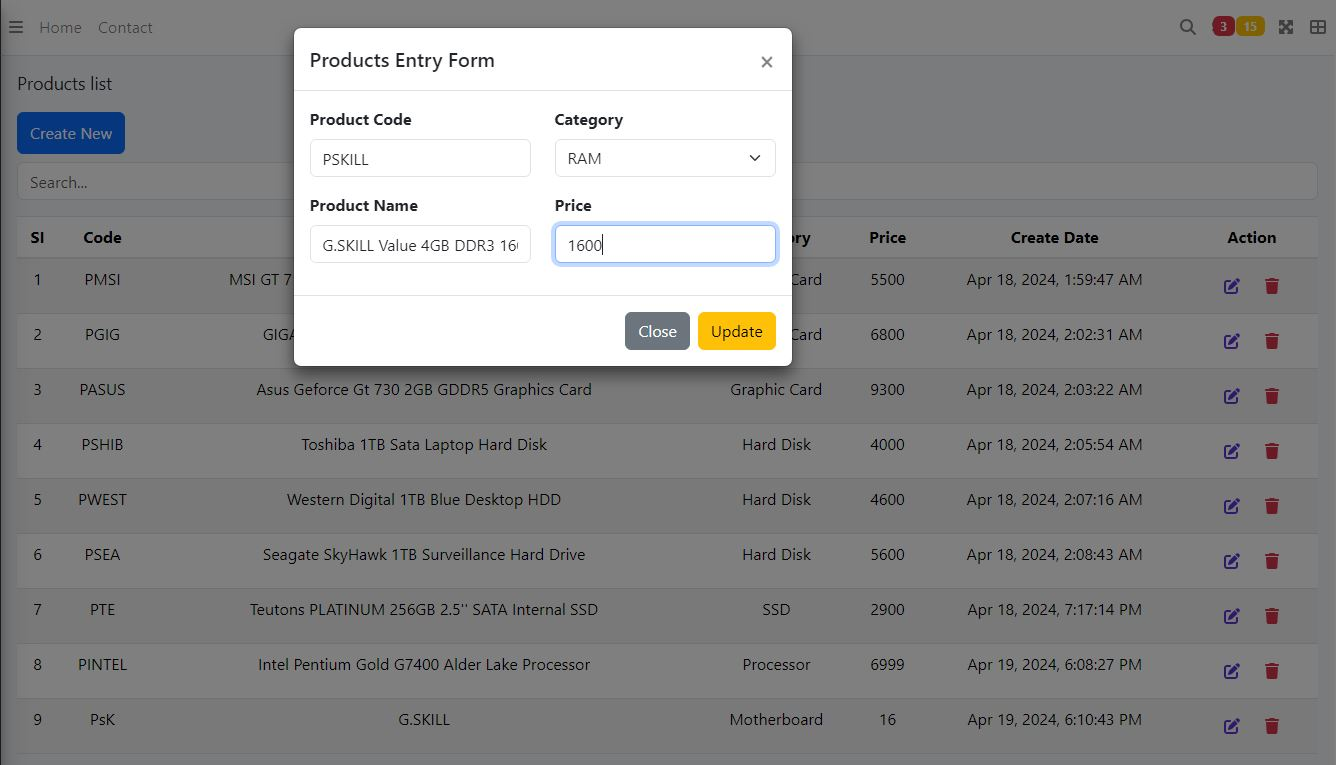 Home Contact
3 15
Products list
Create New
Search...
Products Entry Form
×
Product Code Category
PSKILL RAM
Product Name Price
G.SKILL Value 4GB DDR3 16 1600
Close Update
SI Code Price Create Date Action
1 PMSI MSI GT Card 5500 Apr 18, 2024, 1:59:47 AM
2 PGIG Card 6800 Apr 18, 2024, 2:02:31 AM
3 PASUS Asus Geforce Gt 730 2GB GDDR5 Graphics Card Graphic Card 9300 Apr 18, 2024, 2:03:22 AM
4 PSHIB Toshiba 1TB Sata Laptop Hard Disk Hard Disk 4000 Apr 18, 2024, 2:05:54 AM
5 PWEST Western Digital 1TB Blue Desktop HDD Hard Disk 4600 Apr 18, 2024, 2:07:16 AM
6 PSEA Seagate SkyHawk 1TB Surveillance Hard Drive Hard Disk 5600 Apr 18, 2024, 2:08:43 AM
7 PTE Teutons PLATINUM 256GB 2.5'' SATA Internal SSD SSD 2900 Apr 18, 2024, 7:17:14 PM
8 PINTEL Intel Pentium Gold G7400 Alder Lake Processor Processor 6999 Apr 19, 2024, 6:08:27 PM
9 PsK G.SKILL Motherboard 16 Apr 19, 2024, 6:10:43 PM